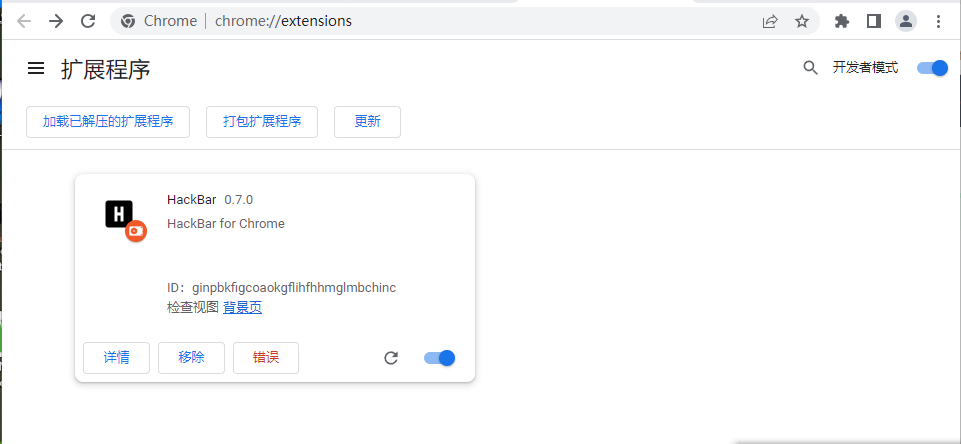 Chrome | chrome://extensions
扩展程序
开发者模式
加载已解压的扩展程序 打包扩展程序 更新
H
HackBar 0.7.0
HackBar for Chrome
ID：ginpbkfigcoaokgflihfhhmglmbchinc
检查视图 背景页
详情 移除 错误